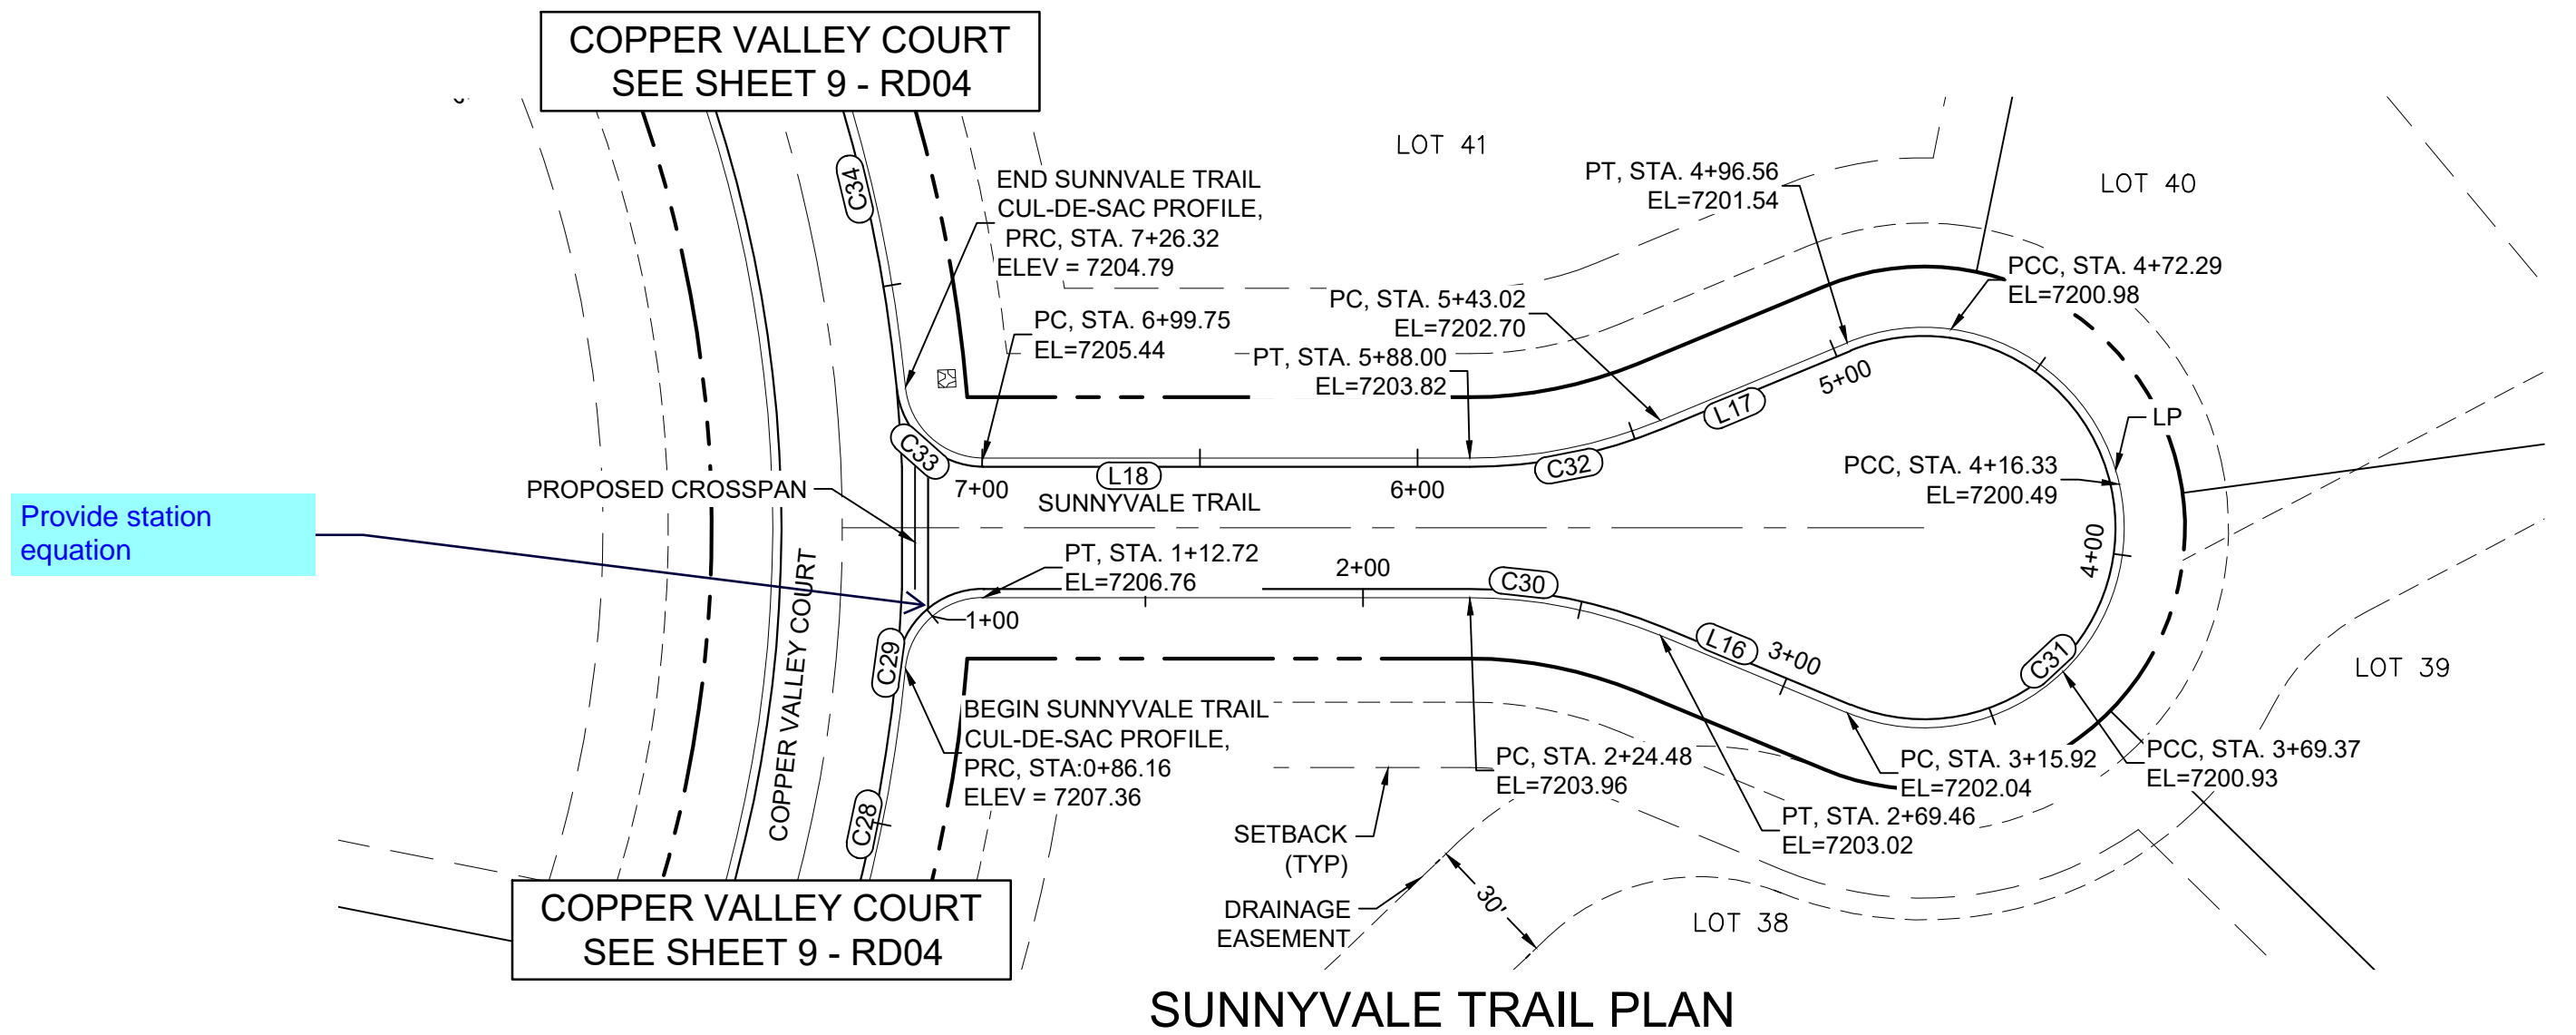 COPPER VALLEY COURT
SEE SHEET 9 - RD04
LOT 41
PT, STA. 4+96.56
EL=7201.54
LOT 40
C34
END SUNNVALE TRAIL
CUL-DE-SAC PROFILE,
PRC, STA. 7+26.32
ELEV = 7204.79
PCC, STA. 4+72.29
EL=7200.98
PC, STA. 5+43.02
EL=7202.70
PC, STA. 6+99.75
EL=7205.44
PT, STA. 5+88.00
EL=7203.82
5+00
L17
LP
C33
L18
C32
PCC, STA. 4+16.33
EL=7200.49
PROPOSED CROSSPAN
7+00
6+00
SUNNYVALE TRAIL
Provide station
equation
COPPER VALLEY COURT
PT, STA. 1+12.72
EL=7206.76
2+00
C30
4+00
1+00
C29
L16
3+00
C31
LOT 39
BEGIN SUNNYVALE TRAIL
CUL-DE-SAC PROFILE,
PRC, STA:0+86.16
ELEV = 7207.36
PC, STA. 2+24.48
EL=7203.96
PC, STA. 3+15.92
EL=7202.04
PCC, STA. 3+69.37
EL=7200.93
C28
PT, STA. 2+69.46
EL=7203.02
SETBACK
(TYP)
30'
DRAINAGE
EASEMENT
LOT 38
COPPER VALLEY COURT
SEE SHEET 9 - RD04
SUNNYVALE TRAIL PLAN